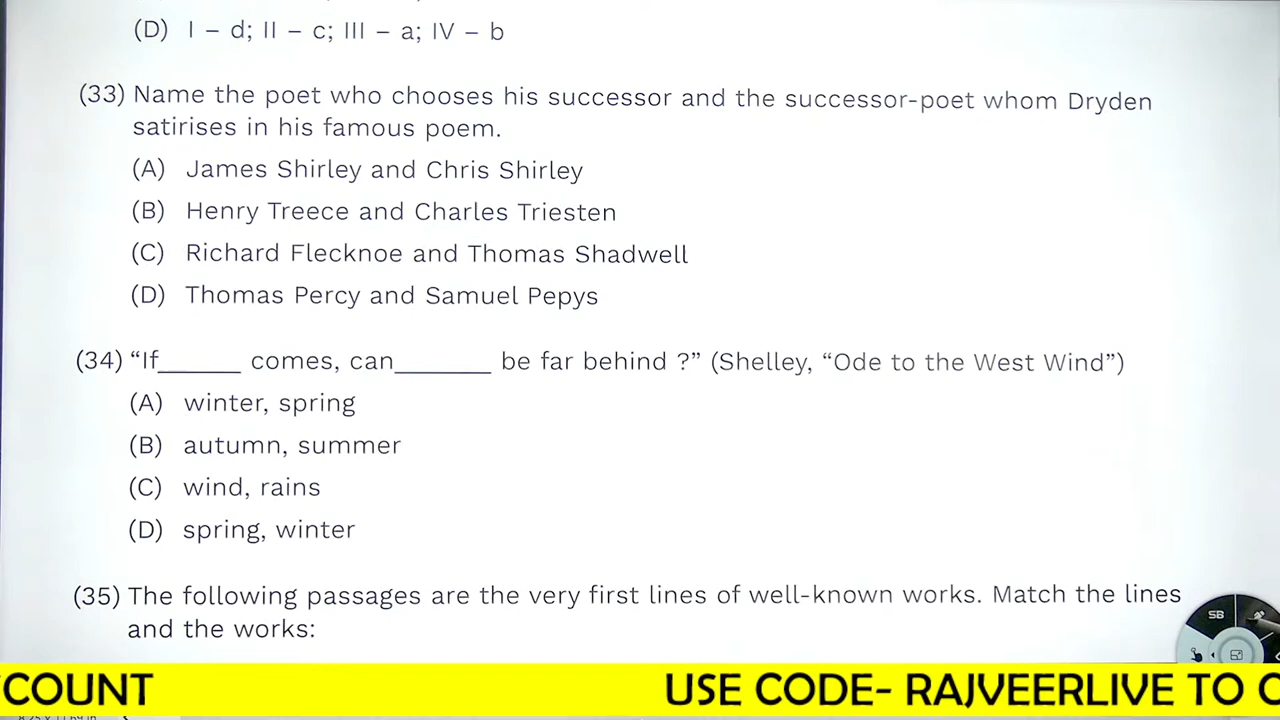 (D) I – d; II – c; III – a; IV – b
(33) Name the poet who chooses his successor and the successor-poet whom Dryden
satirises in his famous poem.
(A) James Shirley and Chris Shirley
(B) Henry Treece and Charles Triesten
(C) Richard Flecknoe and Thomas Shadwell
(D) Thomas Percy and Samuel Pepys
(34) “If______ comes, can_______ be far behind ?” (Shelley, “Ode to the West Wind”)
(A) winter, spring
(B) autumn, summer
(C) wind, rains
(D) spring, winter
(35) The following passages are the very first lines of well-known works. Match the lines
and the works:
SB
COUNT USE CODE- RAJVEERLIVE TO